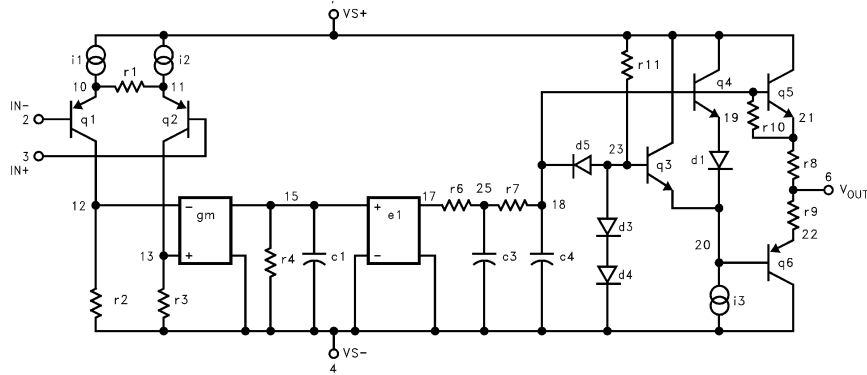 VS+
i1
i2
r1
r11
10
11
q4
q5
IN-
2
q1
q2
19
r10
21
3
IN+
d5
23
q3
d1
r8
6
VOUT
12
15
17
r6
25
r7
18
r9
gm
e1
d3
20
22
13
r4
c1
c3
c4
d4
q6
r2
r3
i3
VS-
4